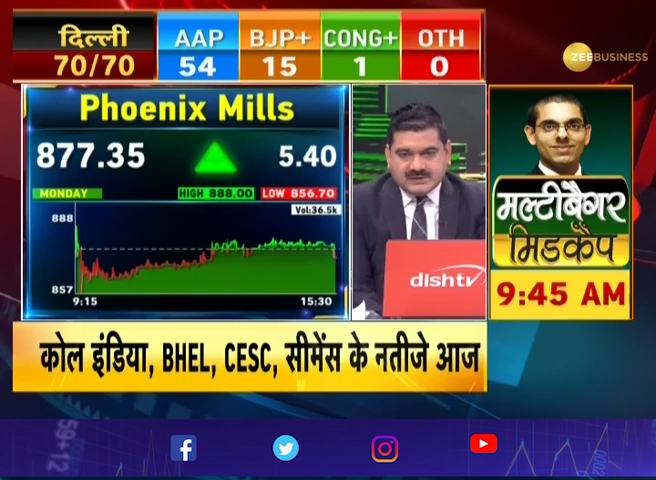 दिल्ली
70/70
AAP
54
BJP+
15
CONG+
1
OTH
0
ZEE BUSINESS
Phoenix Mills
877.35
5.40
MONDAY
HIGH 888.00
LOW 856.70
Vol:36.5k
888
857
9:15
15:30
dishtv
मल्टीबैगर
मिडकैप
9:45 AM
कोल इंडिया, BHEL, CESC, सीमेंस के नतीजे आज